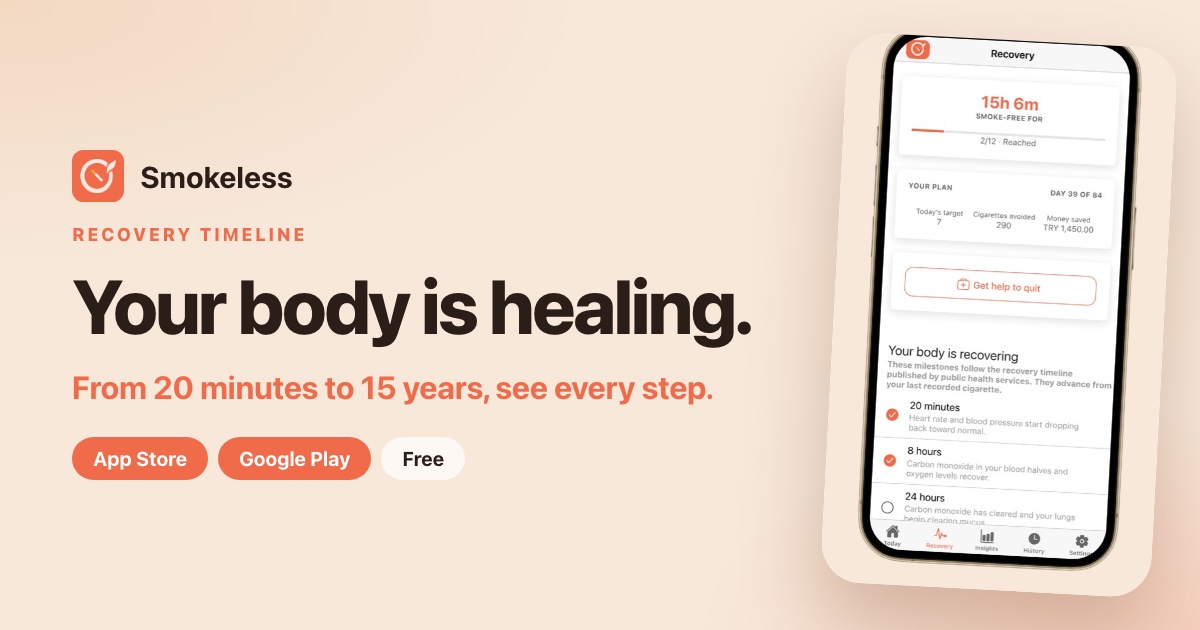 Smokeless
RECOVERY TIMELINE
Your body is healing.
From 20 minutes to 15 years, see every step.
App Store
Google Play
Free
Recovery
15h 6m
SMOKE-FREE FOR
2/12 · Reached
YOUR PLAN
DAY 39 OF 84
Today's target
7
Cigarettes avoided
290
Money saved
TRY 1,450.00
Get help to quit
Your body is recovering
These milestones follow the recovery timeline
published by public health services. They advance from
your last recorded cigarette.
20 minutes
Heart rate and blood pressure start dropping
back toward normal.
8 hours
Carbon monoxide in your blood halves and
oxygen levels recover.
24 hours
Carbon monoxide has cleared and your lungs
begin clearing mucus.
Today
Recovery
Insights
History
Settings